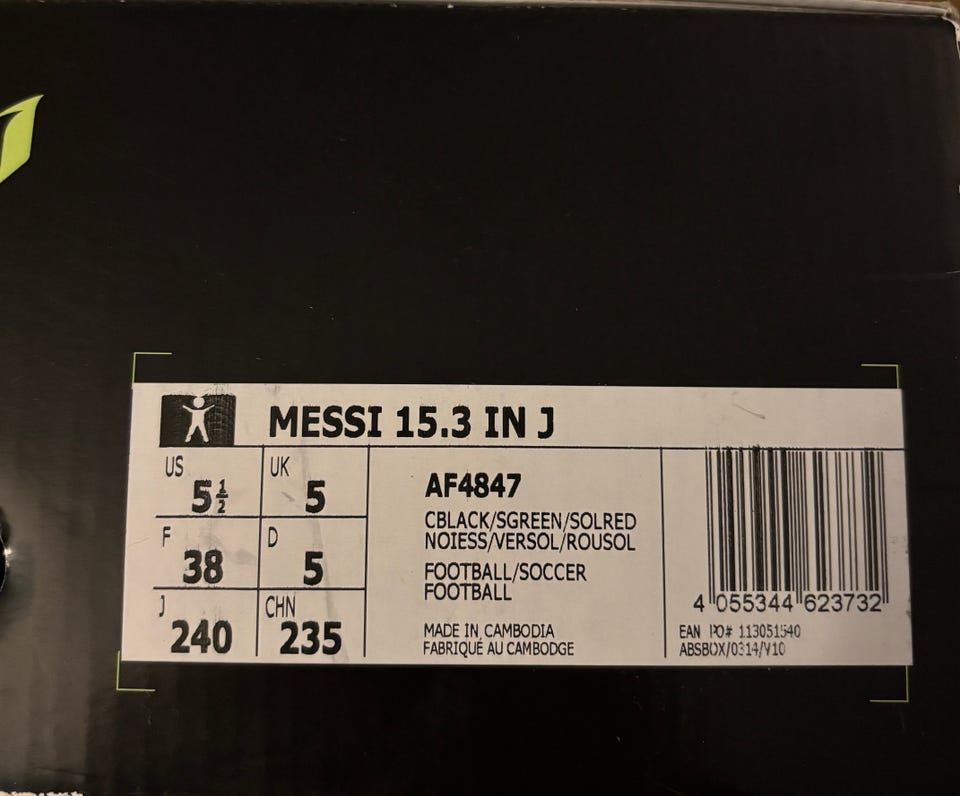 MESSI 15.3 IN J
US 5½ UK 5
F 38 D 5
J 240 CHN 235
AF4847
CBLACK/SGREEN/SOLRED
NOIESS/VERSOL/ROUSOL
FOOTBALL/SOCCER
FOOTBALL
MADE IN CAMBODIA
FABRIQUÉ AU CAMBODGE
4 055344 623732
EAN PO# 113051540
ABSBOX/0314/V10